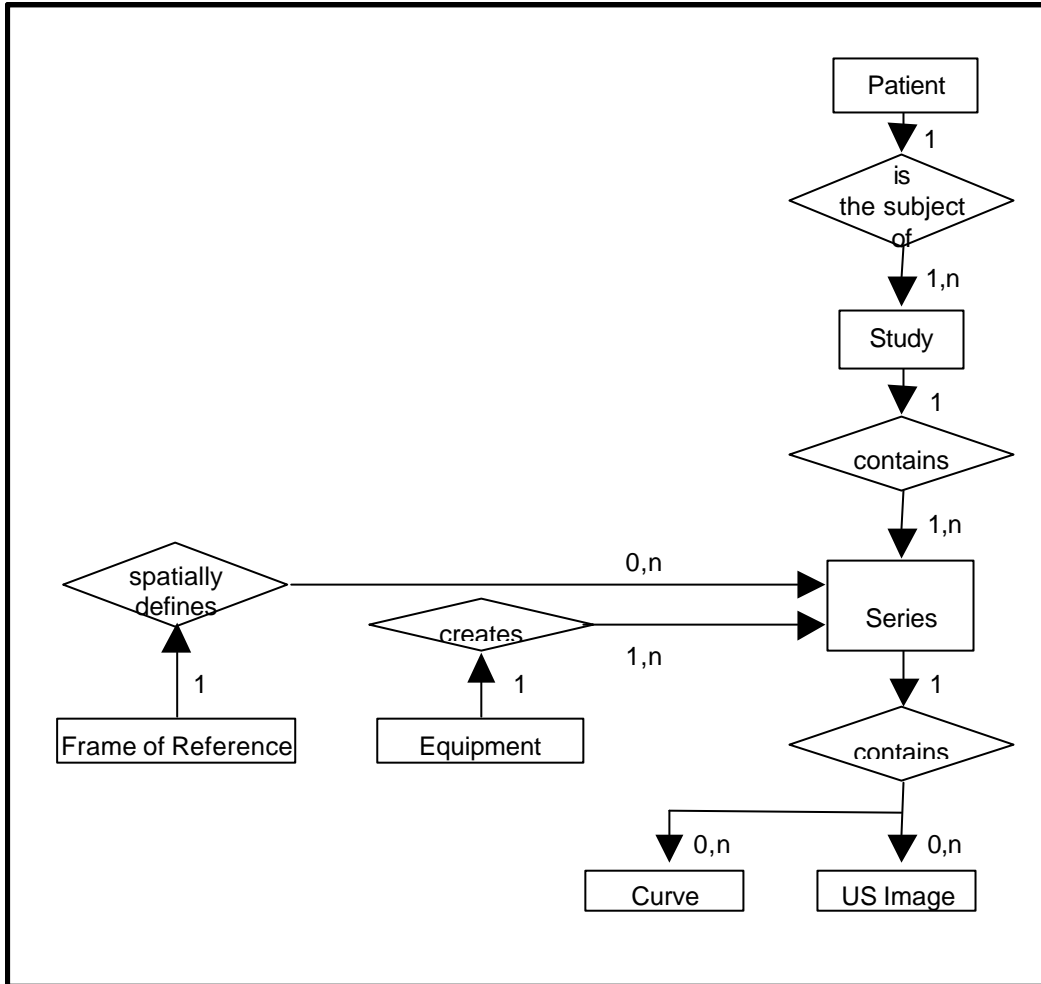 Patient
1
is
the subject
of
1,n
Study
1
contains
1,n
spatially
defines
0,n
creates
1,n
Series
1
1
1
Frame of Reference
Equipment
contains
0,n
0,n
Curve
US Image